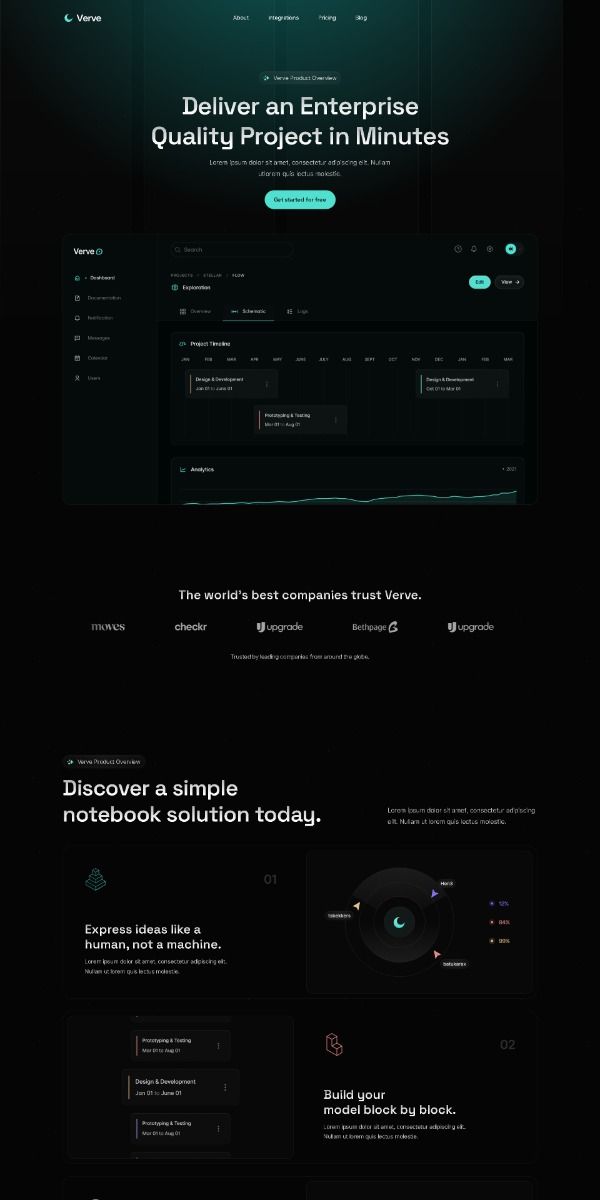 Verve
About Integrations Pricing Blog
Verve Product Overview
Deliver an Enterprise
Quality Project in Minutes
Lorem ipsum dolor sit amet, consectetur adipiscing elit. Nullam
utlorem quis lectus molestie.
Get started for free
Verve
Search
PROJECTS STELLAR FLOW
Exploration
Edit
View →
Dashboard
Documentation
Notification
Messages
Calendar
Users
Overview Schematic Logs
Project Timeline
JAN FEB MAR APR MAY JUNE JULY AUG SEPT OCT NOV DEC JAN FEB MAR
Design & Development
Jan 01 to June 01
Design & Development
Oct 01 to Mar 01
Prototyping & Testing
Mar 01 to Aug 01
Analytics
2021
The world's best companies trust Verve.
moves checkr upgrade Bethpage upgrade
Trusted by leading companies from around the globe.
Verve Product Overview
Discover a simple
notebook solution today.
Lorem ipsum dolor sit amet, consectetur adipiscing
elit. Nullam ut lorem quis lectus molestie.
01
Express ideas like a
human, not a machine.
Lorem ipsum dolor sit amet, consectetur adipiscing elit.
Nullam ut lorem quis lectus molestie.
12%
84%
99%
Prototyping & Testing
Mar 01 to Aug 01
Design & Development
Jan 01 to June 01
Prototyping & Testing
Mar 01 to Aug 01
02
Build your
model block by block.
Lorem ipsum dolor sit amet, consectetur adipiscing elit.
Nullam ut lorem quis lectus molestie.